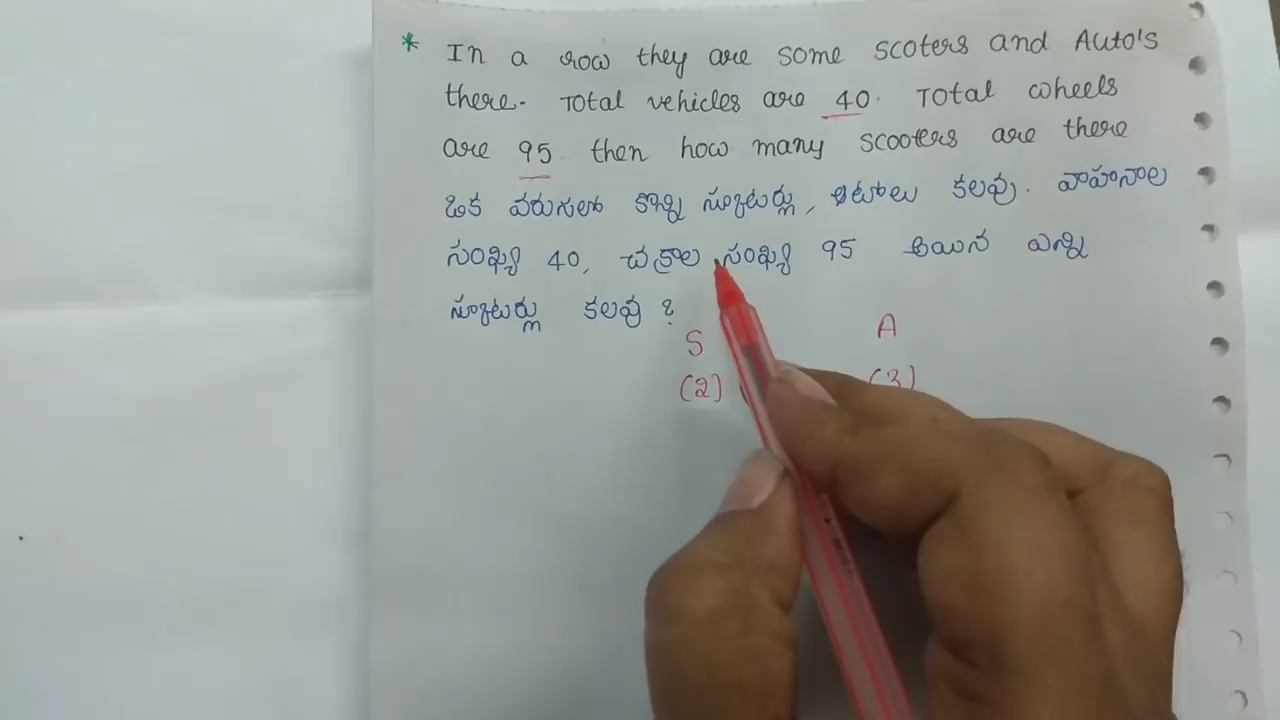 * In a row they are some scoters and Auto's
there. Total vehicles are 40. Total wheels
are 95 then how many scooters are there
ఒక వరుసలో కొన్ని స్కూటర్లు, ఆటోలు కలవు. వాహనాల
సంఖ్య 40, చక్రాల సంఖ్య 95 అయిన ఎన్ని
స్కూటర్లు కలవు ?
S A
(2) (3)